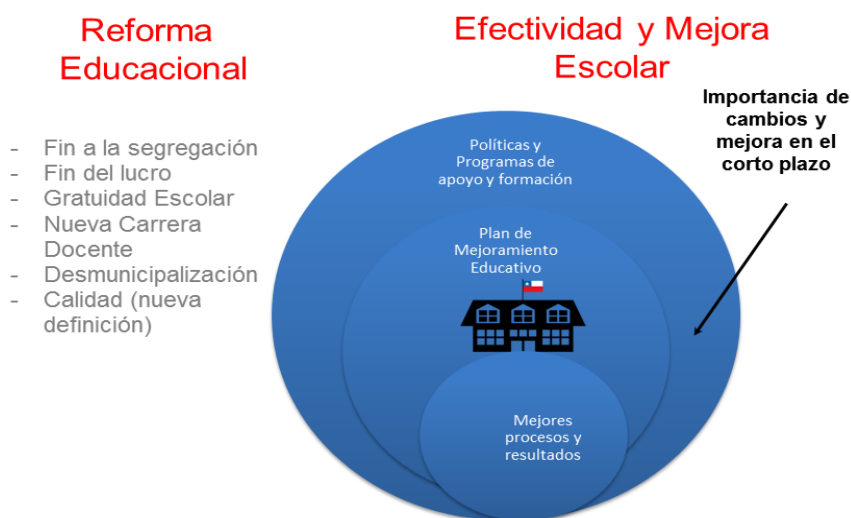 Reforma
Educacional
- Fin a la segregación
- Fin del lucro
- Gratuidad Escolar
- Nueva Carrera
Docente
- Desmunicipalización
- Calidad (nueva
definición)
Efectividad y Mejora
Escolar
Importancia de
cambios y
mejora en el
corto plazo
Políticas y
Programas de
apoyo y formación
Plan de
Mejoramiento
Educativo
Mejores
procesos y
resultados